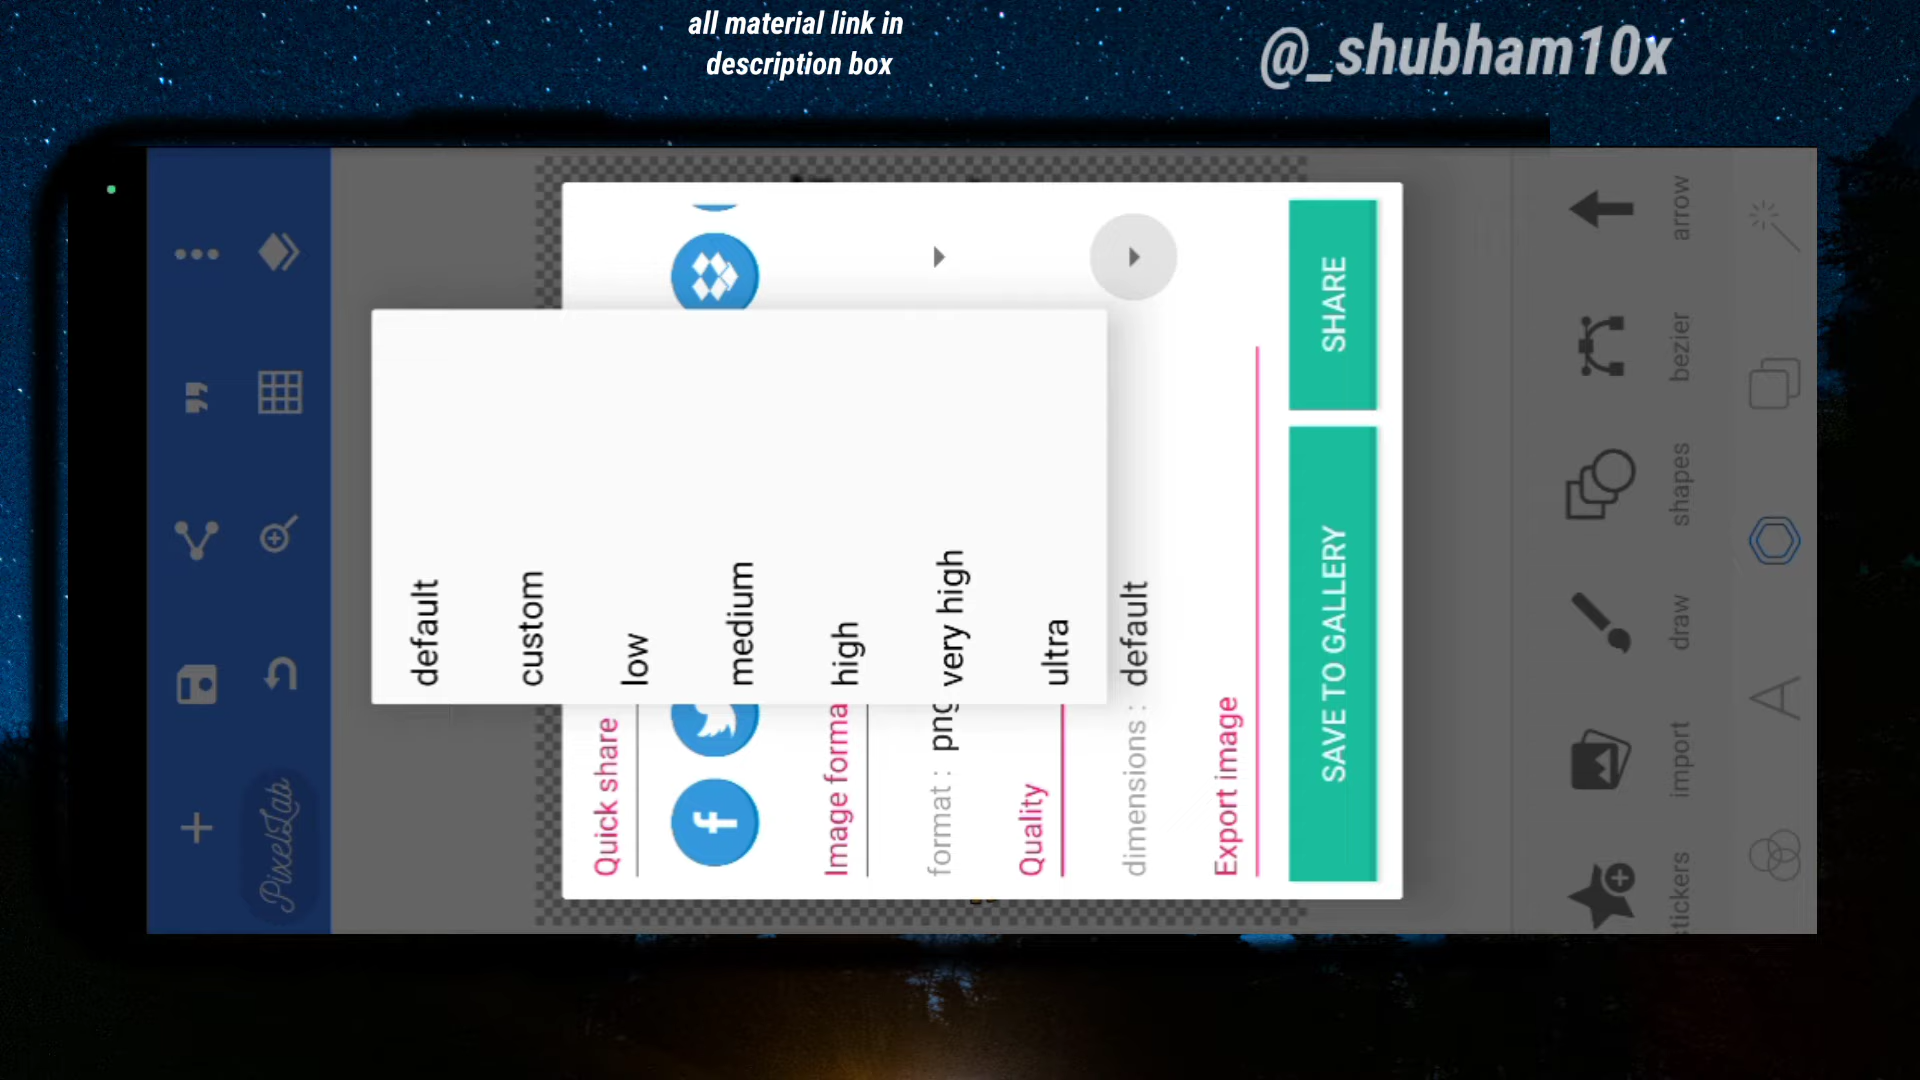 all material link in
description box
@_shubham10x
PixelLab
Quick share
Image forma
format : png
Quality
dimensions : default
Export image
SAVE TO GALLERY
SHARE
default
custom
low
medium
high
very high
ultra
stickers
import
draw
shapes
bezier
arrow